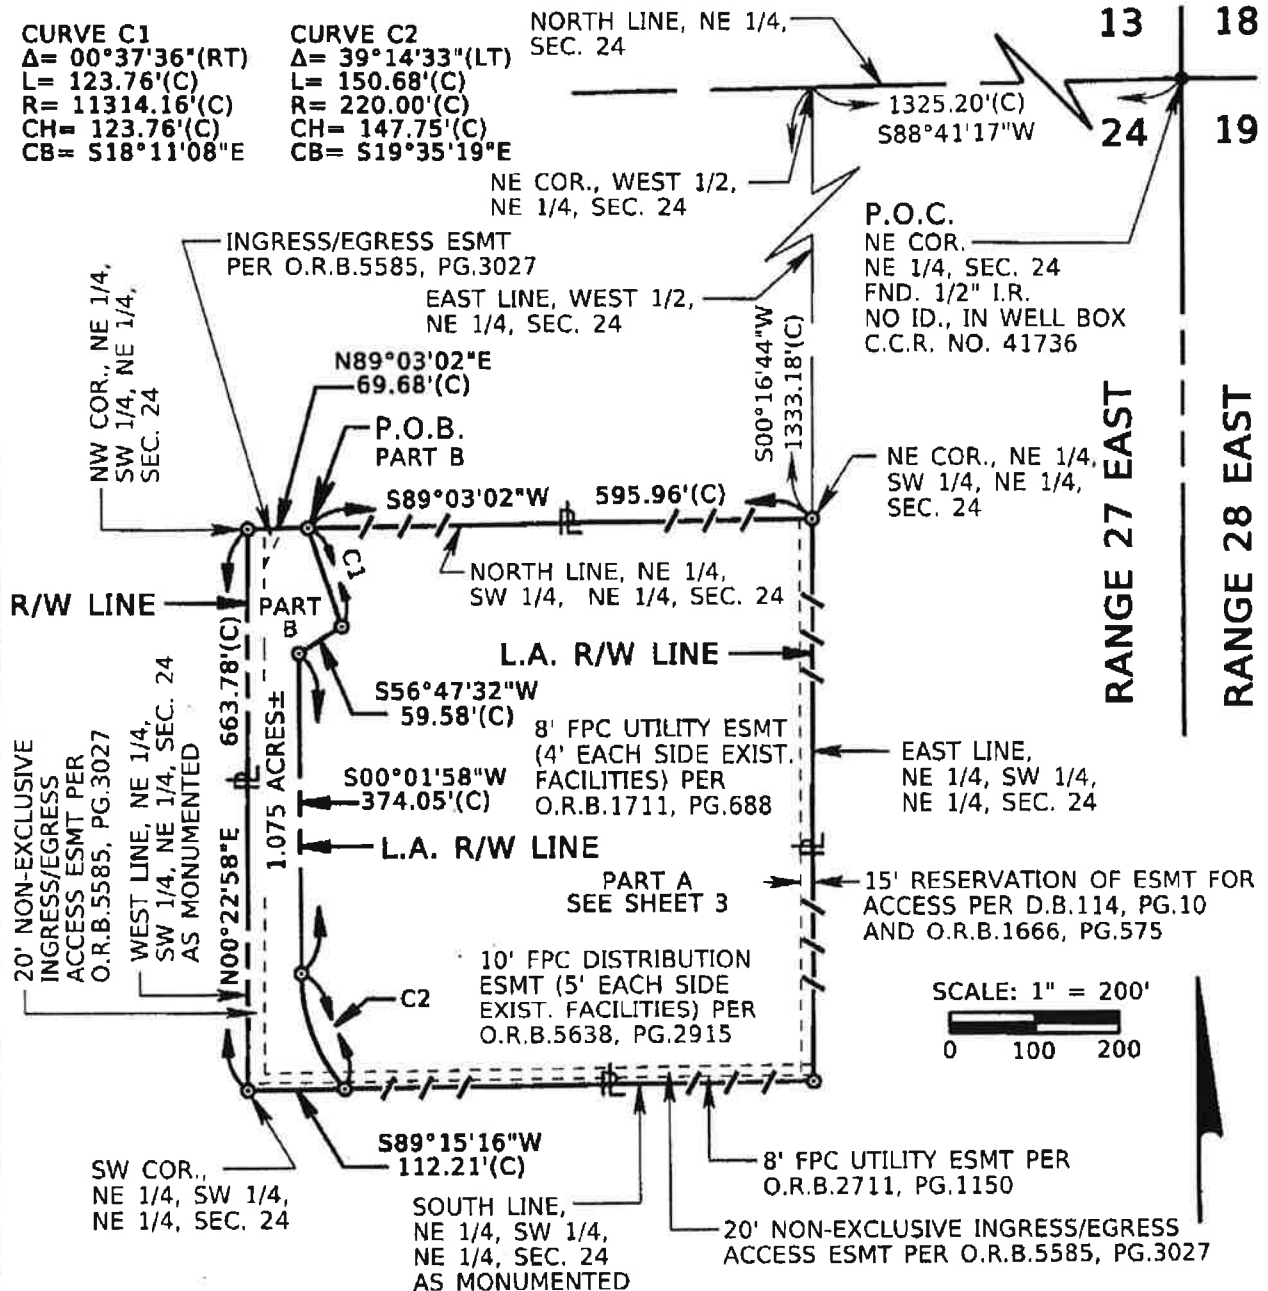 CURVE C1
Δ= 00°37'36"(RT)
L= 123.76'(C)
R= 11314.16'(C)
CH= 123.76'(C)
CB= S18°11'08"E
CURVE C2
Δ= 39°14'33"(LT)
L= 150.68'(C)
R= 220.00'(C)
CH= 147.75'(C)
CB= S19°35'19"E
NORTH LINE, NE 1/4,
SEC. 24
13
18
24
19
1325.20'(C)
S88°41'17"W
NE COR., WEST 1/2,
NE 1/4, SEC. 24
P.O.C.
NE COR.
NE 1/4, SEC. 24
FND. 1/2" I.R.
NO ID., IN WELL BOX
C.C.R. NO. 41736
INGRESS/EGRESS ESMT
PER O.R.B.5585, PG.3027
EAST LINE, WEST 1/2,
NE 1/4, SEC. 24
S00°16'44"W
1333.18'(C)
NW COR., NE 1/4,
SW 1/4, NE 1/4,
SEC. 24
N89°03'02"E
69.68'(C)
P.O.B.
PART B
RANGE 27 EAST
RANGE 28 EAST
NE COR., NE 1/4,
SW 1/4, NE 1/4,
SEC. 24
S89°03'02"W
595.96'(C)
PL
C1
NORTH LINE, NE 1/4,
SW 1/4, NE 1/4, SEC. 24
R/W LINE
PART
B
L.A. R/W LINE
663.78'(C)
N00°22'58"E
PL
S56°47'32"W
59.58'(C)
8' FPC UTILITY ESMT
(4' EACH SIDE EXIST.
FACILITIES) PER
O.R.B.1711, PG.688
EAST LINE,
NE 1/4, SW 1/4,
NE 1/4, SEC. 24
20' NON-EXCLUSIVE
INGRESS/EGRESS
ACCESS ESMT PER
O.R.B.5585, PG.3027
WEST LINE, NE 1/4,
SW 1/4, NE 1/4, SEC. 24
AS MONUMENTED
1.075 ACRES±
S00°01'58"W
374.05'(C)
L.A. R/W LINE
PL
PART A
SEE SHEET 3
15' RESERVATION OF ESMT FOR
ACCESS PER D.B.114, PG.10
AND O.R.B.1666, PG.575
10' FPC DISTRIBUTION
ESMT (5' EACH SIDE
EXIST. FACILITIES) PER
O.R.B.5638, PG.2915
C2
SCALE: 1" = 200'
0 100 200
PL
S89°15'16"W
112.21'(C)
SW COR.,
NE 1/4, SW 1/4,
NE 1/4, SEC. 24
SOUTH LINE,
NE 1/4, SW 1/4,
NE 1/4, SEC. 24
AS MONUMENTED
8' FPC UTILITY ESMT PER
O.R.B.2711, PG.1150
20' NON-EXCLUSIVE INGRESS/EGRESS
ACCESS ESMT PER O.R.B.5585, PG.3027